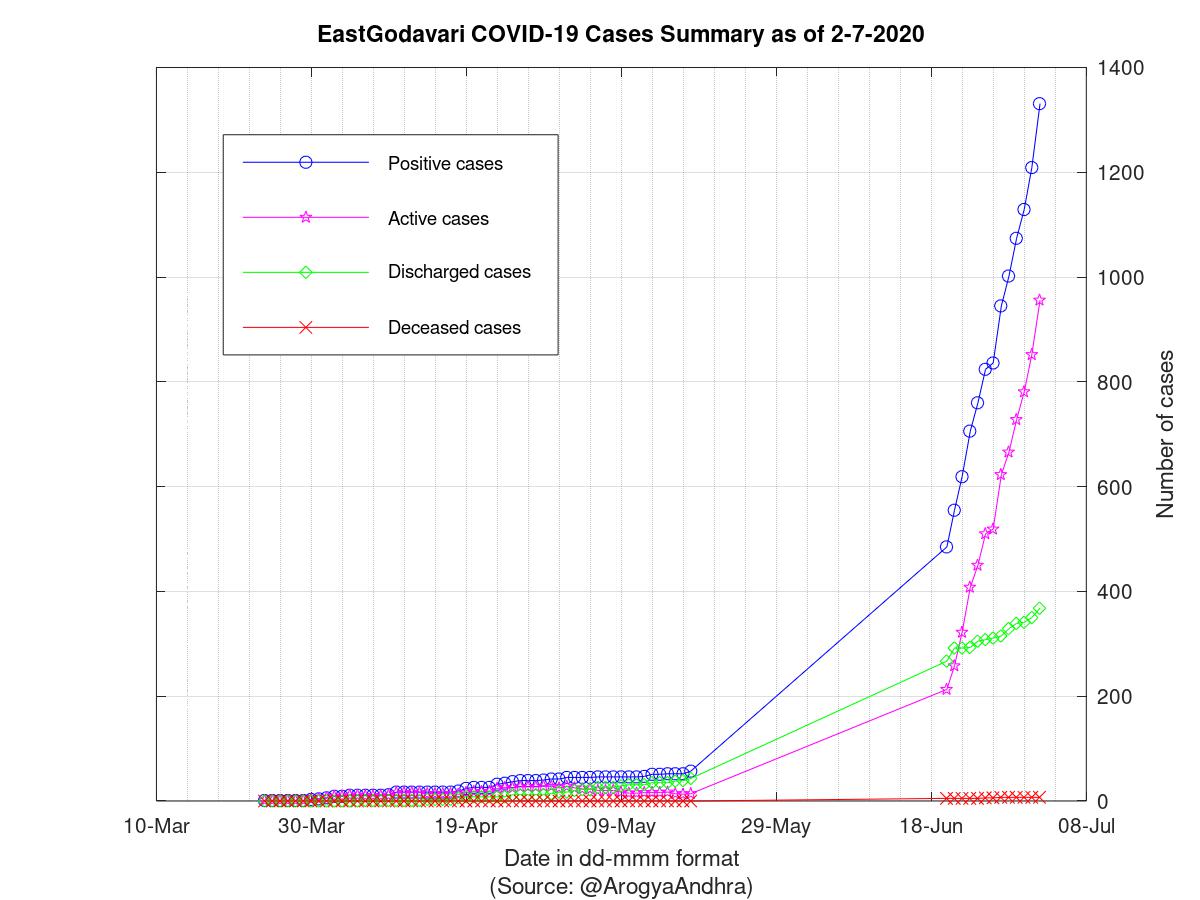 EastGodavari COVID-19 Cases Summary as of 2-7-2020
1400
1200
1000
800
600
400
200
0
Number of cases
Positive cases
Active cases
Discharged cases
Deceased cases
10-Mar 30-Mar 19-Apr 09-May 29-May 18-Jun 08-Jul
Date in dd-mmm format
(Source: @ArogyaAndhra)